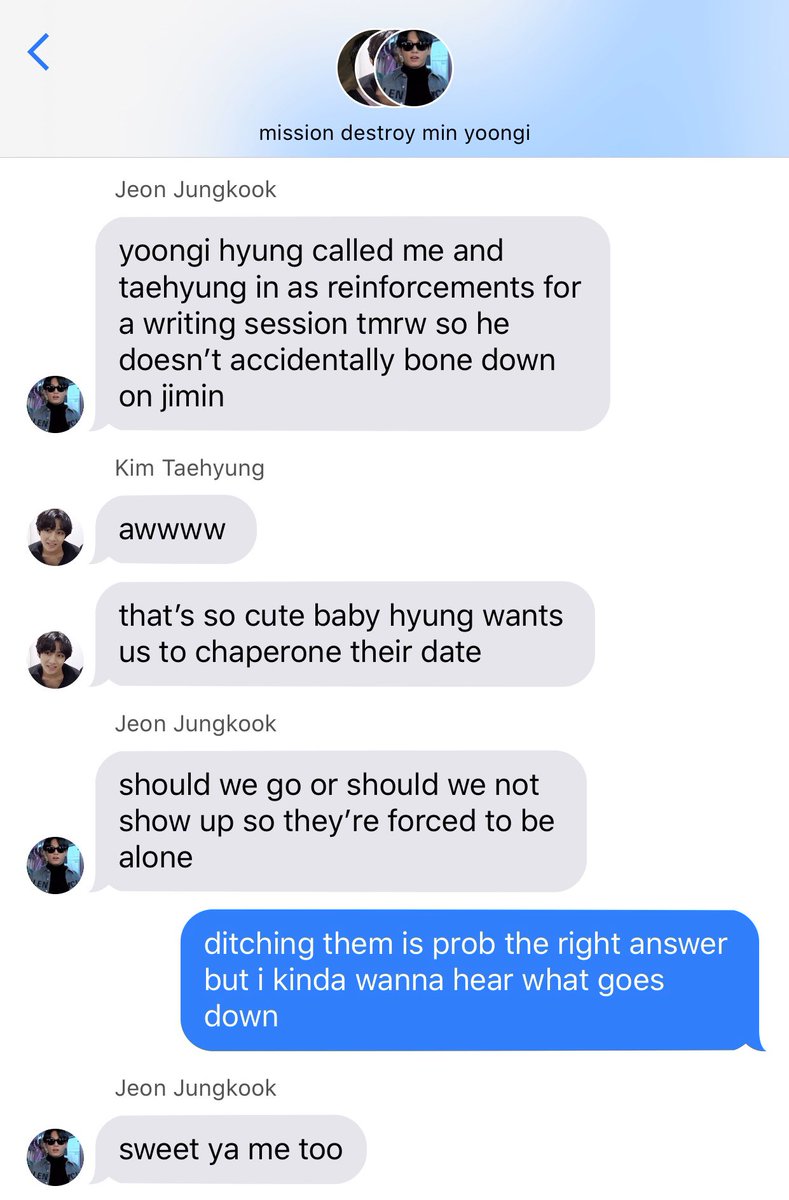 mission destroy min yoongi
Jeon Jungkook
yoongi hyung called me and
taehyung in as reinforcements for
a writing session tmrw so he
doesn’t accidentally bone down
on jimin
Kim Taehyung
awwww
that’s so cute baby hyung wants
us to chaperone their date
Jeon Jungkook
should we go or should we not
show up so they’re forced to be
alone
ditching them is prob the right answer
but i kinda wanna hear what goes
down
Jeon Jungkook
sweet ya me too